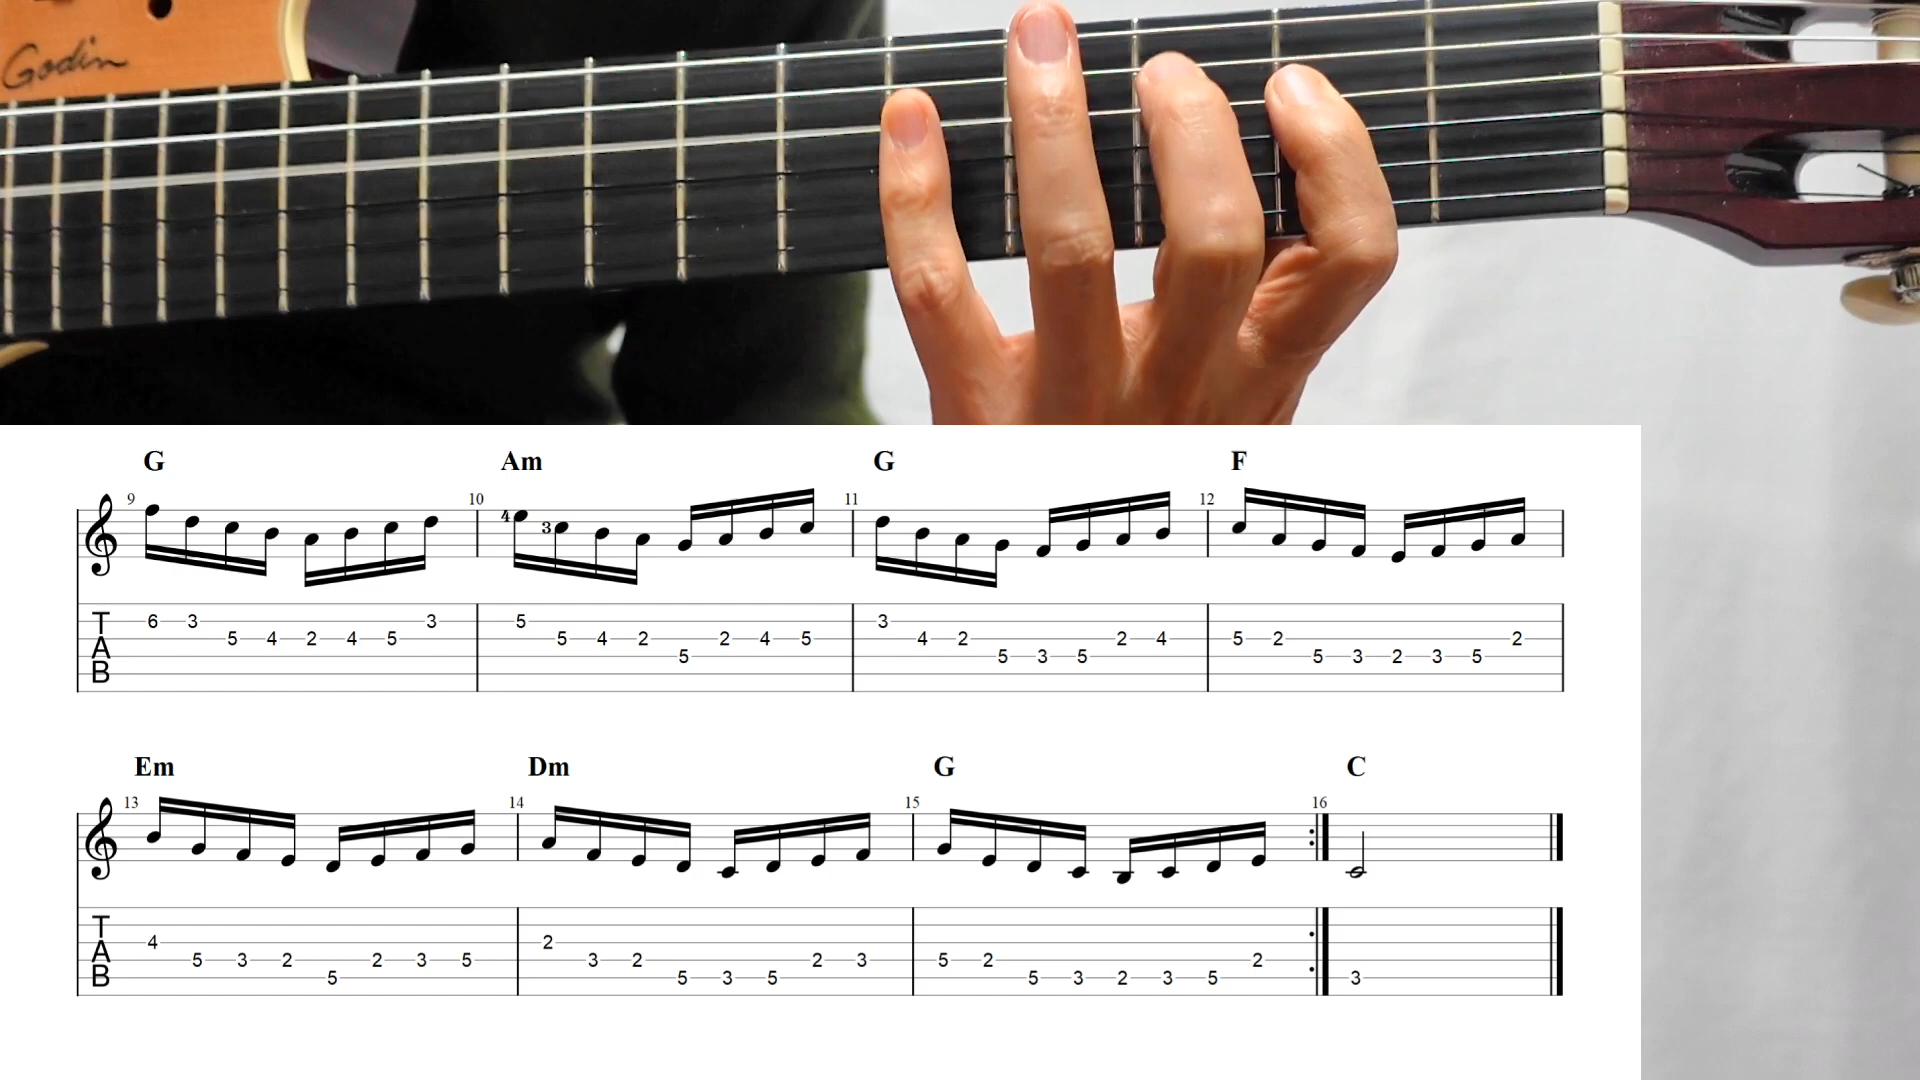 Godin
G Am G F
9 10 11 12
4 3
T A B
6 3 5 4 2 4 5 3 5 5 4 2 5 2 4 5 3 4 2 5 3 5 2 4 5 2 5 3 2 3 5 2
Em Dm G C
13 14 15 16
T A B
4 5 3 2 5 2 3 5 2 3 2 5 3 5 2 3 5 2 5 3 2 3 5 2 3